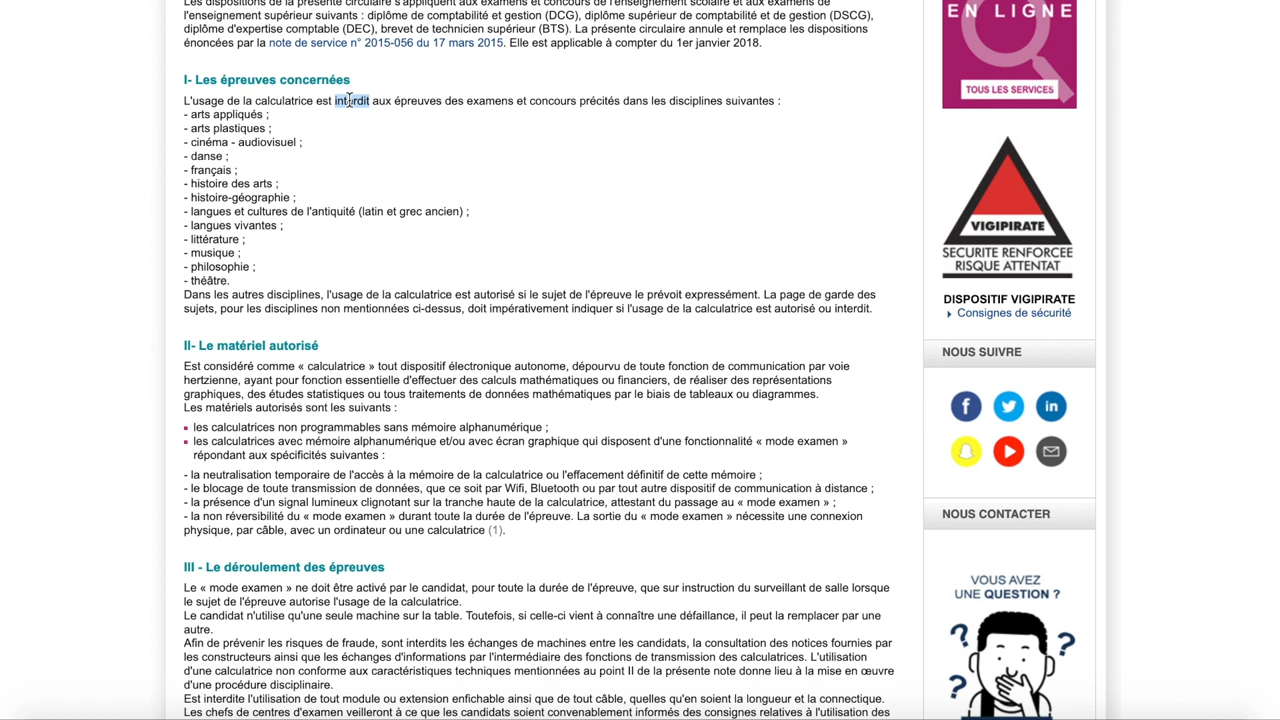 Les dispositions de la présente circulaire s'appliquent aux examens et concours de l'enseignement scolaire et aux examens de
l'enseignement supérieur suivants : diplôme de comptabilité et gestion (DCG), diplôme supérieur de comptabilité et de gestion (DSCG),
diplôme d'expertise comptable (DEC), brevet de technicien supérieur (BTS). La présente circulaire annule et remplace les dispositions
énoncées par la note de service n° 2015-056 du 17 mars 2015. Elle est applicable à compter du 1er janvier 2018.
I- Les épreuves concernées
L'usage de la calculatrice est interdit aux épreuves des examens et concours précités dans les disciplines suivantes :
- arts appliqués ;
- arts plastiques ;
- cinéma - audiovisuel ;
- danse ;
- français ;
- histoire des arts ;
- histoire-géographie ;
- langues et cultures de l'antiquité (latin et grec ancien) ;
- langues vivantes ;
- littérature ;
- musique ;
- philosophie ;
- théâtre.
Dans les autres disciplines, l'usage de la calculatrice est autorisé si le sujet de l'épreuve le prévoit expressément. La page de garde des
sujets, pour les disciplines non mentionnées ci-dessus, doit impérativement indiquer si l'usage de la calculatrice est autorisé ou interdit.
II- Le matériel autorisé
Est considéré comme « calculatrice » tout dispositif électronique autonome, dépourvu de toute fonction de communication par voie
hertzienne, ayant pour fonction essentielle d'effectuer des calculs mathématiques ou financiers, de réaliser des représentations
graphiques, des études statistiques ou tous traitements de données mathématiques par le biais de tableaux ou diagrammes.
Les matériels autorisés sont les suivants :
les calculatrices non programmables sans mémoire alphanumérique ;
les calculatrices avec mémoire alphanumérique et/ou avec écran graphique qui disposent d'une fonctionnalité « mode examen »
répondant aux spécificités suivantes :
- la neutralisation temporaire de l'accès à la mémoire de la calculatrice ou l'effacement définitif de cette mémoire ;
- le blocage de toute transmission de données, que ce soit par Wifi, Bluetooth ou par tout autre dispositif de communication à distance ;
- la présence d'un signal lumineux clignotant sur la tranche haute de la calculatrice, attestant du passage au « mode examen » ;
- la non réversibilité du « mode examen » durant toute la durée de l'épreuve. La sortie du « mode examen » nécessite une connexion
physique, par câble, avec un ordinateur ou une calculatrice (1).
III - Le déroulement des épreuves
Le « mode examen » ne doit être activé par le candidat, pour toute la durée de l'épreuve, que sur instruction du surveillant de salle lorsque
le sujet de l'épreuve autorise l'usage de la calculatrice.
Le candidat n'utilise qu'une seule machine sur la table. Toutefois, si celle-ci vient à connaître une défaillance, il peut la remplacer par une
autre.
Afin de prévenir les risques de fraude, sont interdits les échanges de machines entre les candidats, la consultation des notices fournies par
les constructeurs ainsi que les échanges d'informations par l'intermédiaire des fonctions de transmission des calculatrices. L'utilisation
d'une calculatrice non conforme aux caractéristiques techniques mentionnées au point II de la présente note donne lieu à la mise en œuvre
d'une procédure disciplinaire.
Est interdite l'utilisation de tout module ou extension enfichable ainsi que de tout câble, quelles qu'en soient la longueur et la connectique.
Les chefs de centres d'examen veilleront à ce que les candidats soient convenablement informés des consignes relatives à l'utilisation des
EN LIGNE
TOUS LES SERVICES
VIGIPIRATE
SÉCURITÉ RENFORCÉE
RISQUE ATTENTAT
DISPOSITIF VIGIPIRATE
Consignes de sécurité
NOUS SUIVRE
NOUS CONTACTER
VOUS AVEZ
UNE QUESTION ?